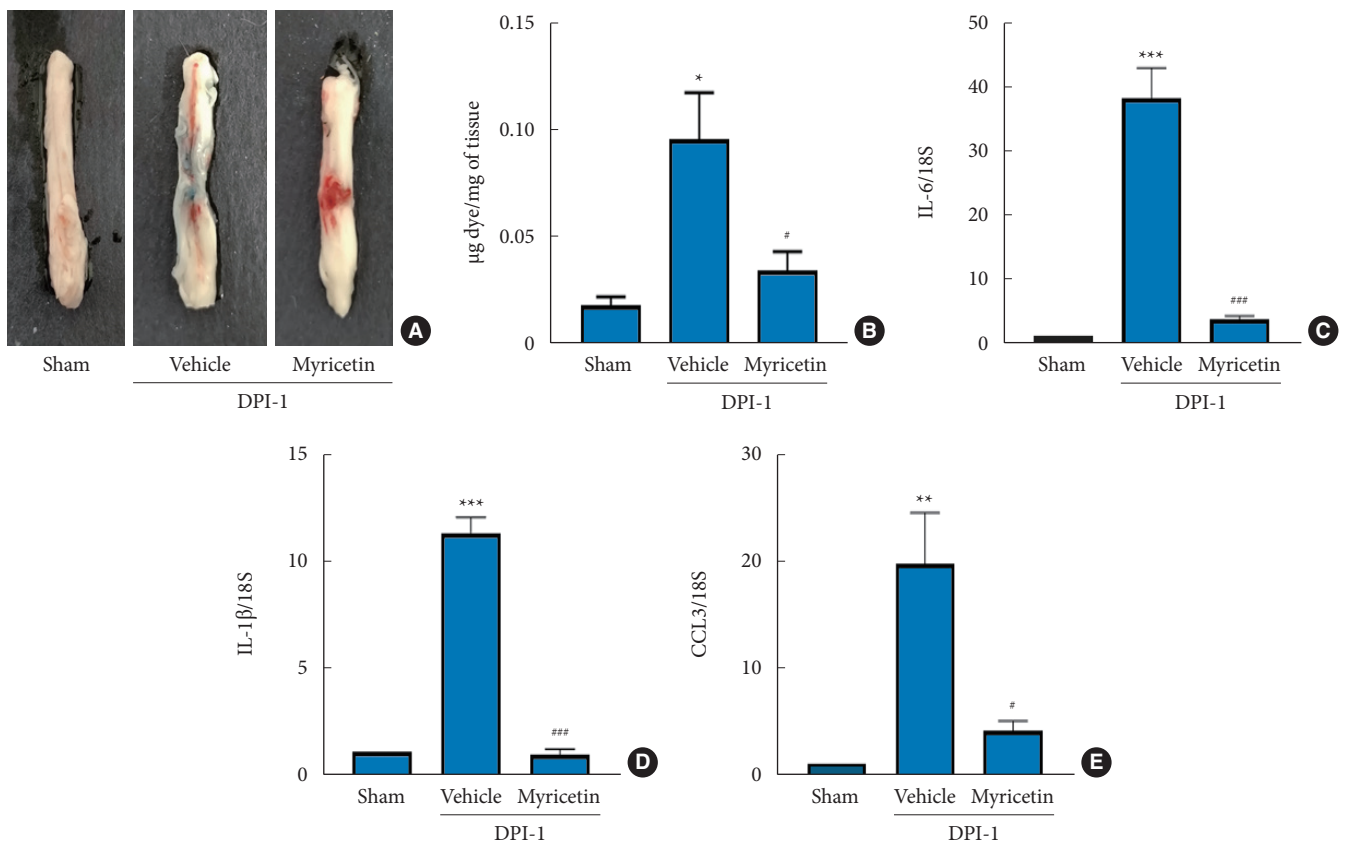 A
Sham
Vehicle
Myricetin
DPI-1
µg dye/mg of tissue
0.15
0.10
0.05
0
*
#
Sham
Vehicle
Myricetin
DPI-1
B
IL-6/18S
50
40
30
20
10
0
***
###
Sham
Vehicle
Myricetin
DPI-1
C
IL-1β/18S
15
10
5
0
***
###
Sham
Vehicle
Myricetin
DPI-1
D
CCL3/18S
30
20
10
0
**
#
Sham
Vehicle
Myricetin
DPI-1
E